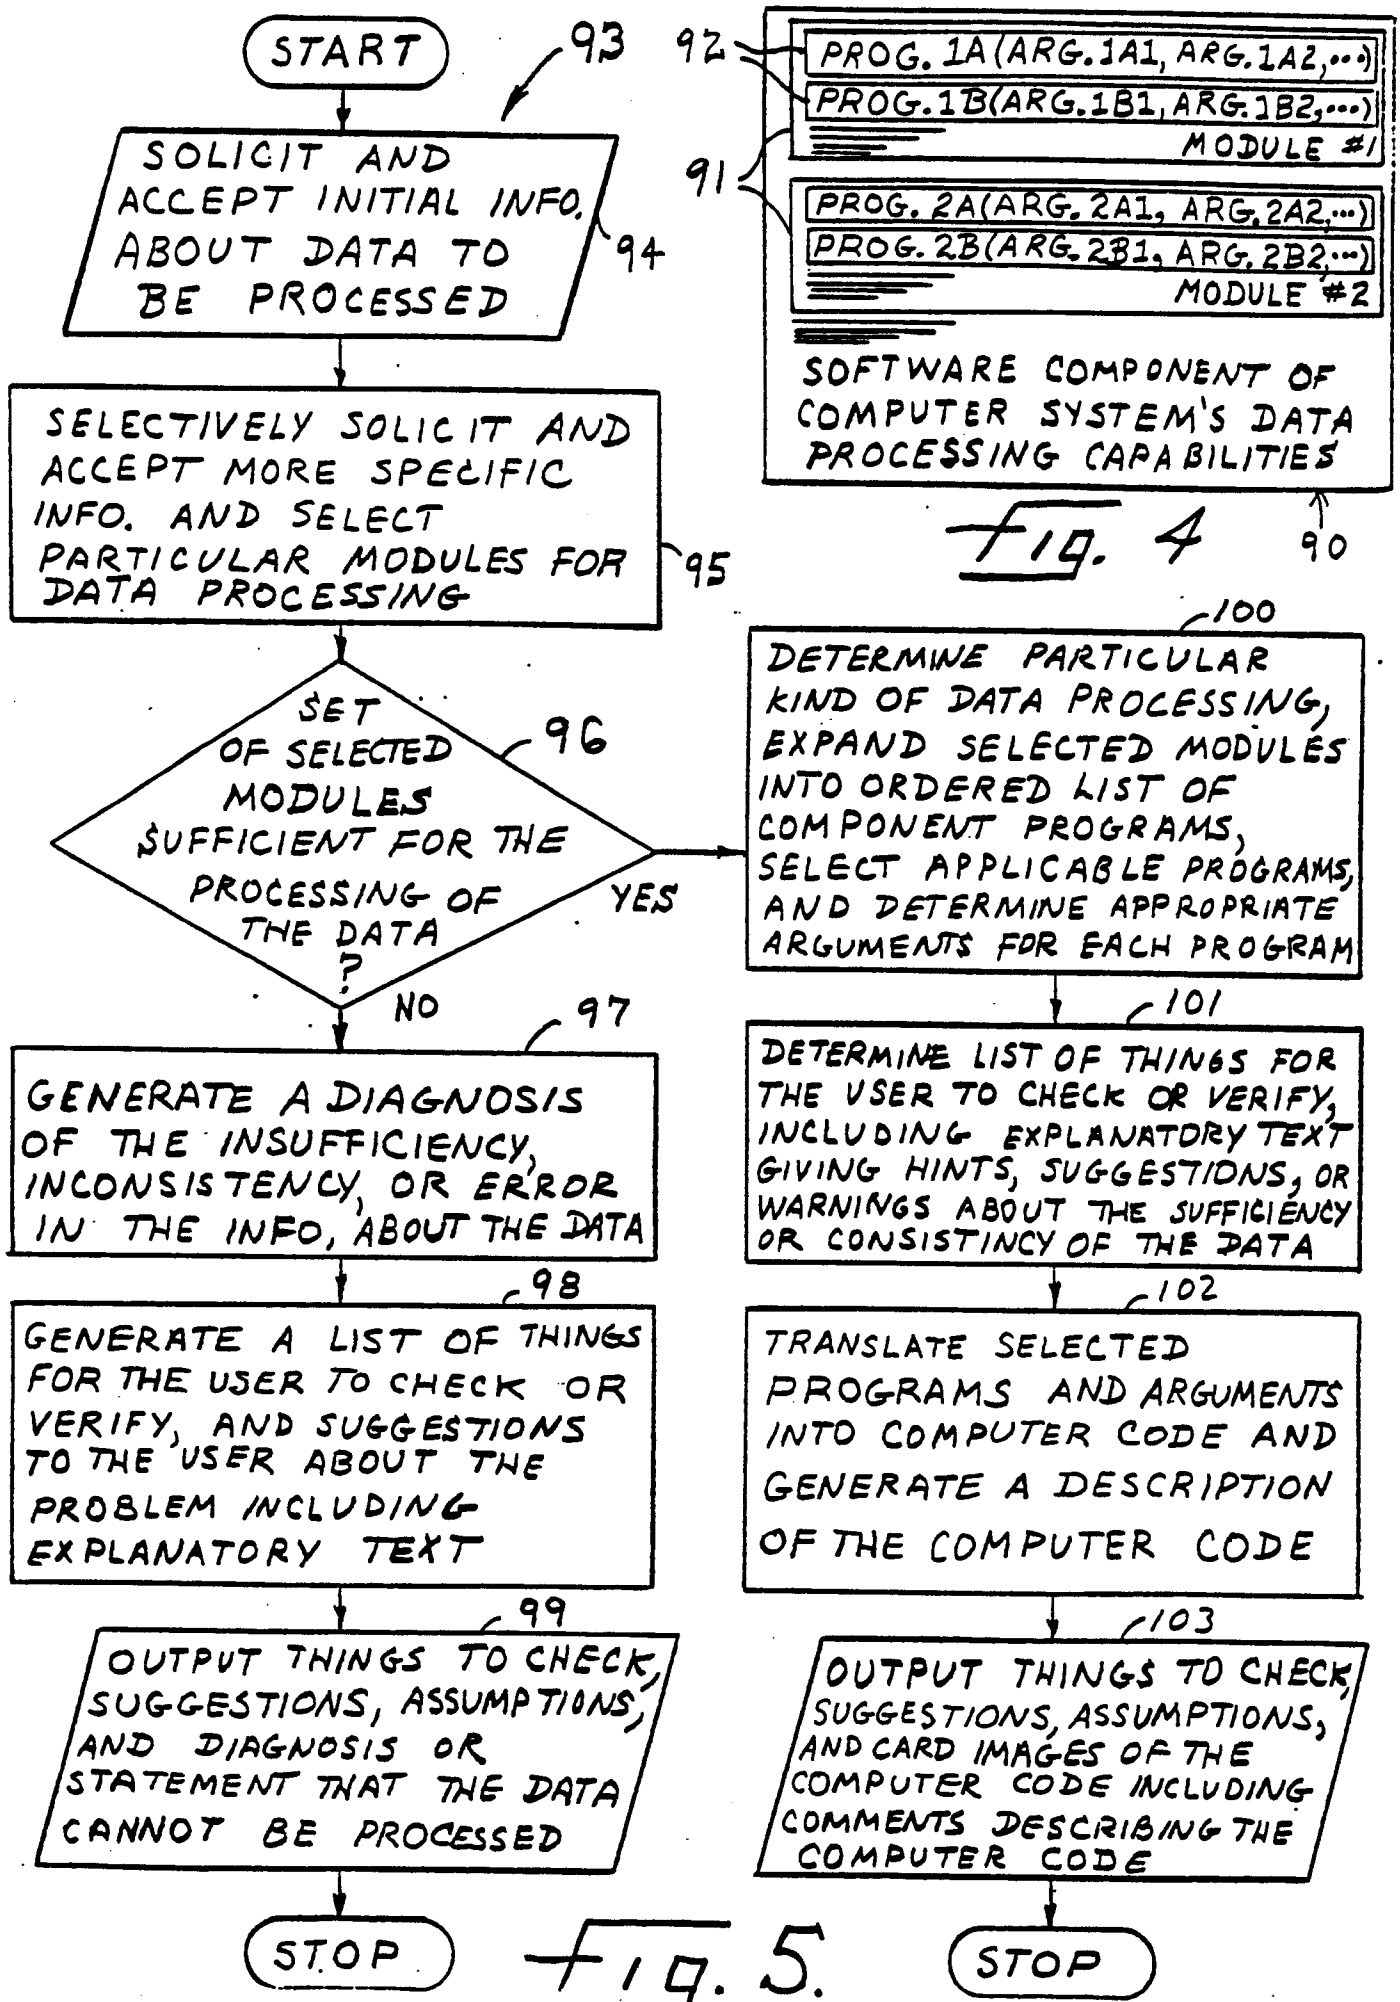 START
93
SOLICIT AND
ACCEPT INITIAL INFO.
ABOUT DATA TO
BE PROCESSED
94
SELECTIVELY SOLICIT AND
ACCEPT MORE SPECIFIC
INFO. AND SELECT
PARTICULAR MODULES FOR
DATA PROCESSING
95
SET
OF SELECTED
MODULES
SUFFICIENT FOR THE
PROCESSING OF
THE DATA
?
96
YES
NO
97
GENERATE A DIAGNOSIS
OF THE INSUFFICIENCY,
INCONSISTENCY, OR ERROR
IN THE INFO, ABOUT THE DATA
98
GENERATE A LIST OF THINGS
FOR THE USER TO CHECK OR
VERIFY, AND SUGGESTIONS
TO THE USER ABOUT THE
PROBLEM INCLUDING
EXPLANATORY TEXT
99
OUTPUT THINGS TO CHECK,
SUGGESTIONS, ASSUMPTIONS,
AND DIAGNOSIS OR
STATEMENT THAT THE DATA
CANNOT BE PROCESSED
STOP
92
PROG. 1A (ARG.1A1, ARG.1A2,...)
PROG.1B(ARG.1B1, ARG.1B2,...)
MODULE #1
91
PROG. 2A(ARG. 2A1, ARG.2A2,...)
PROG. 2B(ARG.2B1, ARG.2B2,...)
MODULE #2
SOFTWARE COMPONENT OF
COMPUTER SYSTEM'S DATA
PROCESSING CAPABILITIES
Fig. 4
90
100
DETERMINE PARTICULAR
KIND OF DATA PROCESSING,
EXPAND SELECTED MODULES
INTO ORDERED LIST OF
COMPONENT PROGRAMS,
SELECT APPLICABLE PROGRAMS,
AND DETERMINE APPROPRIATE
ARGUMENTS FOR EACH PROGRAM
101
DETERMINE LIST OF THINGS FOR
THE USER TO CHECK OR VERIFY,
INCLUDING EXPLANATORY TEXT
GIVING HINTS, SUGGESTIONS, OR
WARNINGS ABOUT THE SUFFICIENCY
OR CONSISTINCY OF THE DATA
102
TRANSLATE SELECTED
PROGRAMS AND ARGUMENTS
INTO COMPUTER CODE AND
GENERATE A DESCRIPTION
OF THE COMPUTER CODE
103
OUTPUT THINGS TO CHECK,
SUGGESTIONS, ASSUMPTIONS,
AND CARD IMAGES OF THE
COMPUTER CODE INCLUDING
COMMENTS DESCRIBING THE
COMPUTER CODE
STOP
Fig. 5.